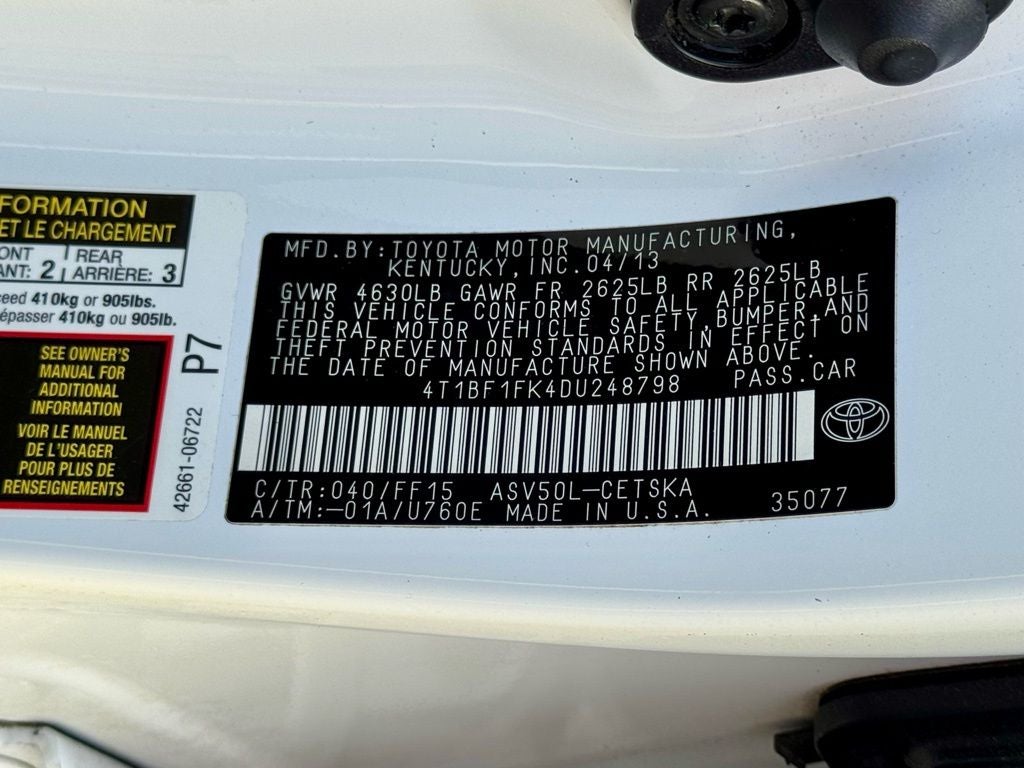 FORMATION
ET LE CHARGEMENT
ONT REAR
ANT: 2 ARRIÈRE: 3
ceed 410kg or 905lbs.
épasser 410kg ou 905lb.
SEE OWNER'S
MANUAL FOR
ADDITIONAL
INFORMATION
VOIR LE MANUEL
DE L'USAGER
POUR PLUS DE
RENSEIGNEMENTS
P7
42661-06722
MFD.BY:TOYOTA MOTOR MANUFACTURING,
KENTUCKY,INC.04/13
GVWR 4630LB GAWR FR 2625LB RR 2625LB
THIS VEHICLE CONFORMS TO ALL APPLICABLE
FEDERAL MOTOR VEHICLE SAFETY,BUMPER,AND
THEFT PREVENTION STANDARDS IN EFFECT ON
THE DATE OF MANUFACTURE SHOWN ABOVE.
4T1BF1FK4DU248798 PASS.CAR
C/TR:040/FF15 ASV50L-CETSKA
A/TM:-01A/U760E MADE IN U.S.A. 35077